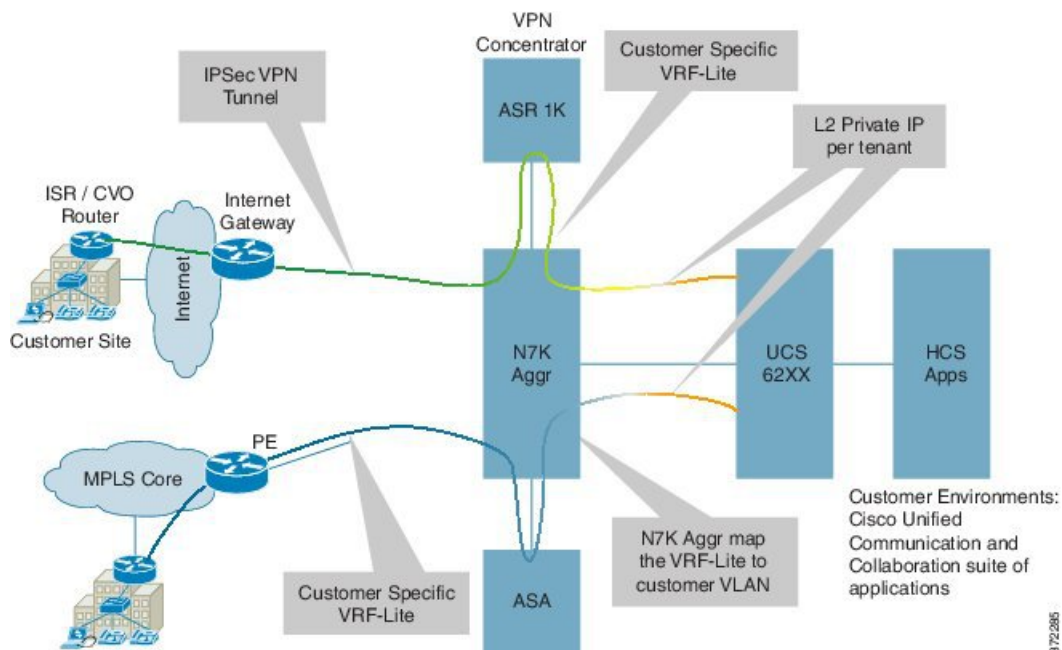 VPN
Concentrator
Customer Specific
VRF-Lite
IPSec VPN
Tunnel
ASR 1K
L2 Private IP
per tenant
ISR / CVO
Router
Internet
Gateway
Internet
Customer Site
N7K
Aggr
UCS
62XX
HCS
Apps
PE
MPLS Core
Customer Specific
VRF-Lite
N7K Aggr map
the VRF-Lite to
customer VLAN
ASA
Customer Environments:
Cisco Unified
Communication and
Collaboration suite of
applications
372285